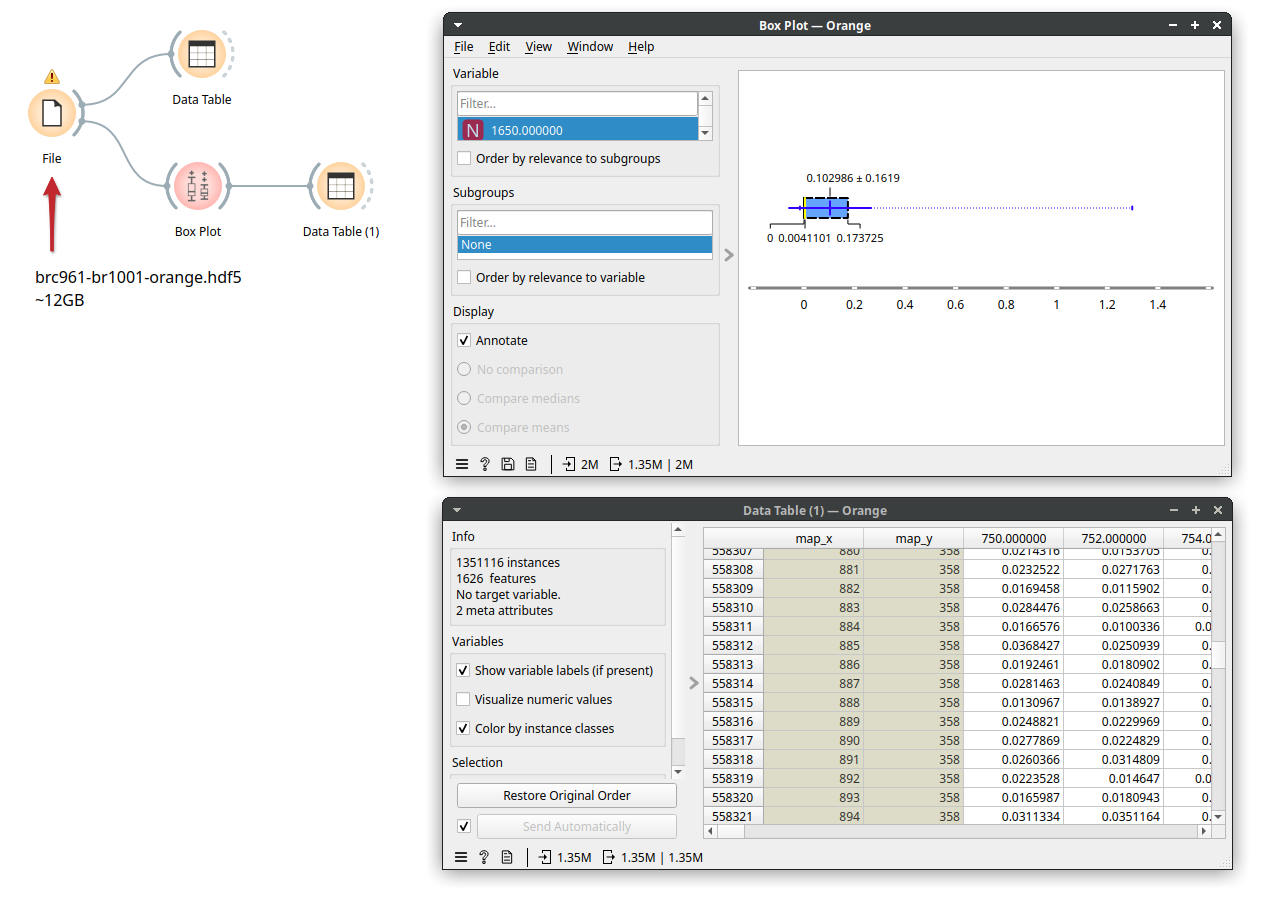 Data Table
File
Box Plot
Data Table (1)
brc961-br1001-orange.hdf5
~12GB
Box Plot — Orange
File Edit View Window Help
Variable
Filter...
N 1650.000000
Order by relevance to subgroups
Subgroups
Filter...
None
Order by relevance to variable
Display
Annotate
No comparison
Compare medians
Compare means
0.102986 ± 0.1619
0 0.0041101 0.173725
0 0.2 0.4 0.6 0.8 1 1.2 1.4
2M 1.35M | 2M
Data Table (1) — Orange
Info
1351116 instances
1626 features
No target variable.
2 meta attributes
Variables
Show variable labels (if present)
Visualize numeric values
Color by instance classes
Selection
Restore Original Order
Send Automatically
map_x map_y 750.000000 752.000000 754.0
558307 880 358 0.0214316 0.0153705 0.
558308 881 358 0.0232522 0.0271763 0.
558309 882 358 0.0169458 0.0115902 0.
558310 883 358 0.0284476 0.0258663 0.
558311 884 358 0.0166576 0.0100336 0.0
558312 885 358 0.0368427 0.0250939 0.
558313 886 358 0.0192461 0.0180902 0.
558314 887 358 0.0281463 0.0240849 0.
558315 888 358 0.0130967 0.0138927 0.
558316 889 358 0.0248821 0.0229969 0.
558317 890 358 0.0277869 0.0224829 0.
558318 891 358 0.0260366 0.0314809 0.
558319 892 358 0.0223528 0.014647 0.0
558320 893 358 0.0165987 0.0180943 0.
558321 894 358 0.0311334 0.0351164 0.
1.35M 1.35M | 1.35M